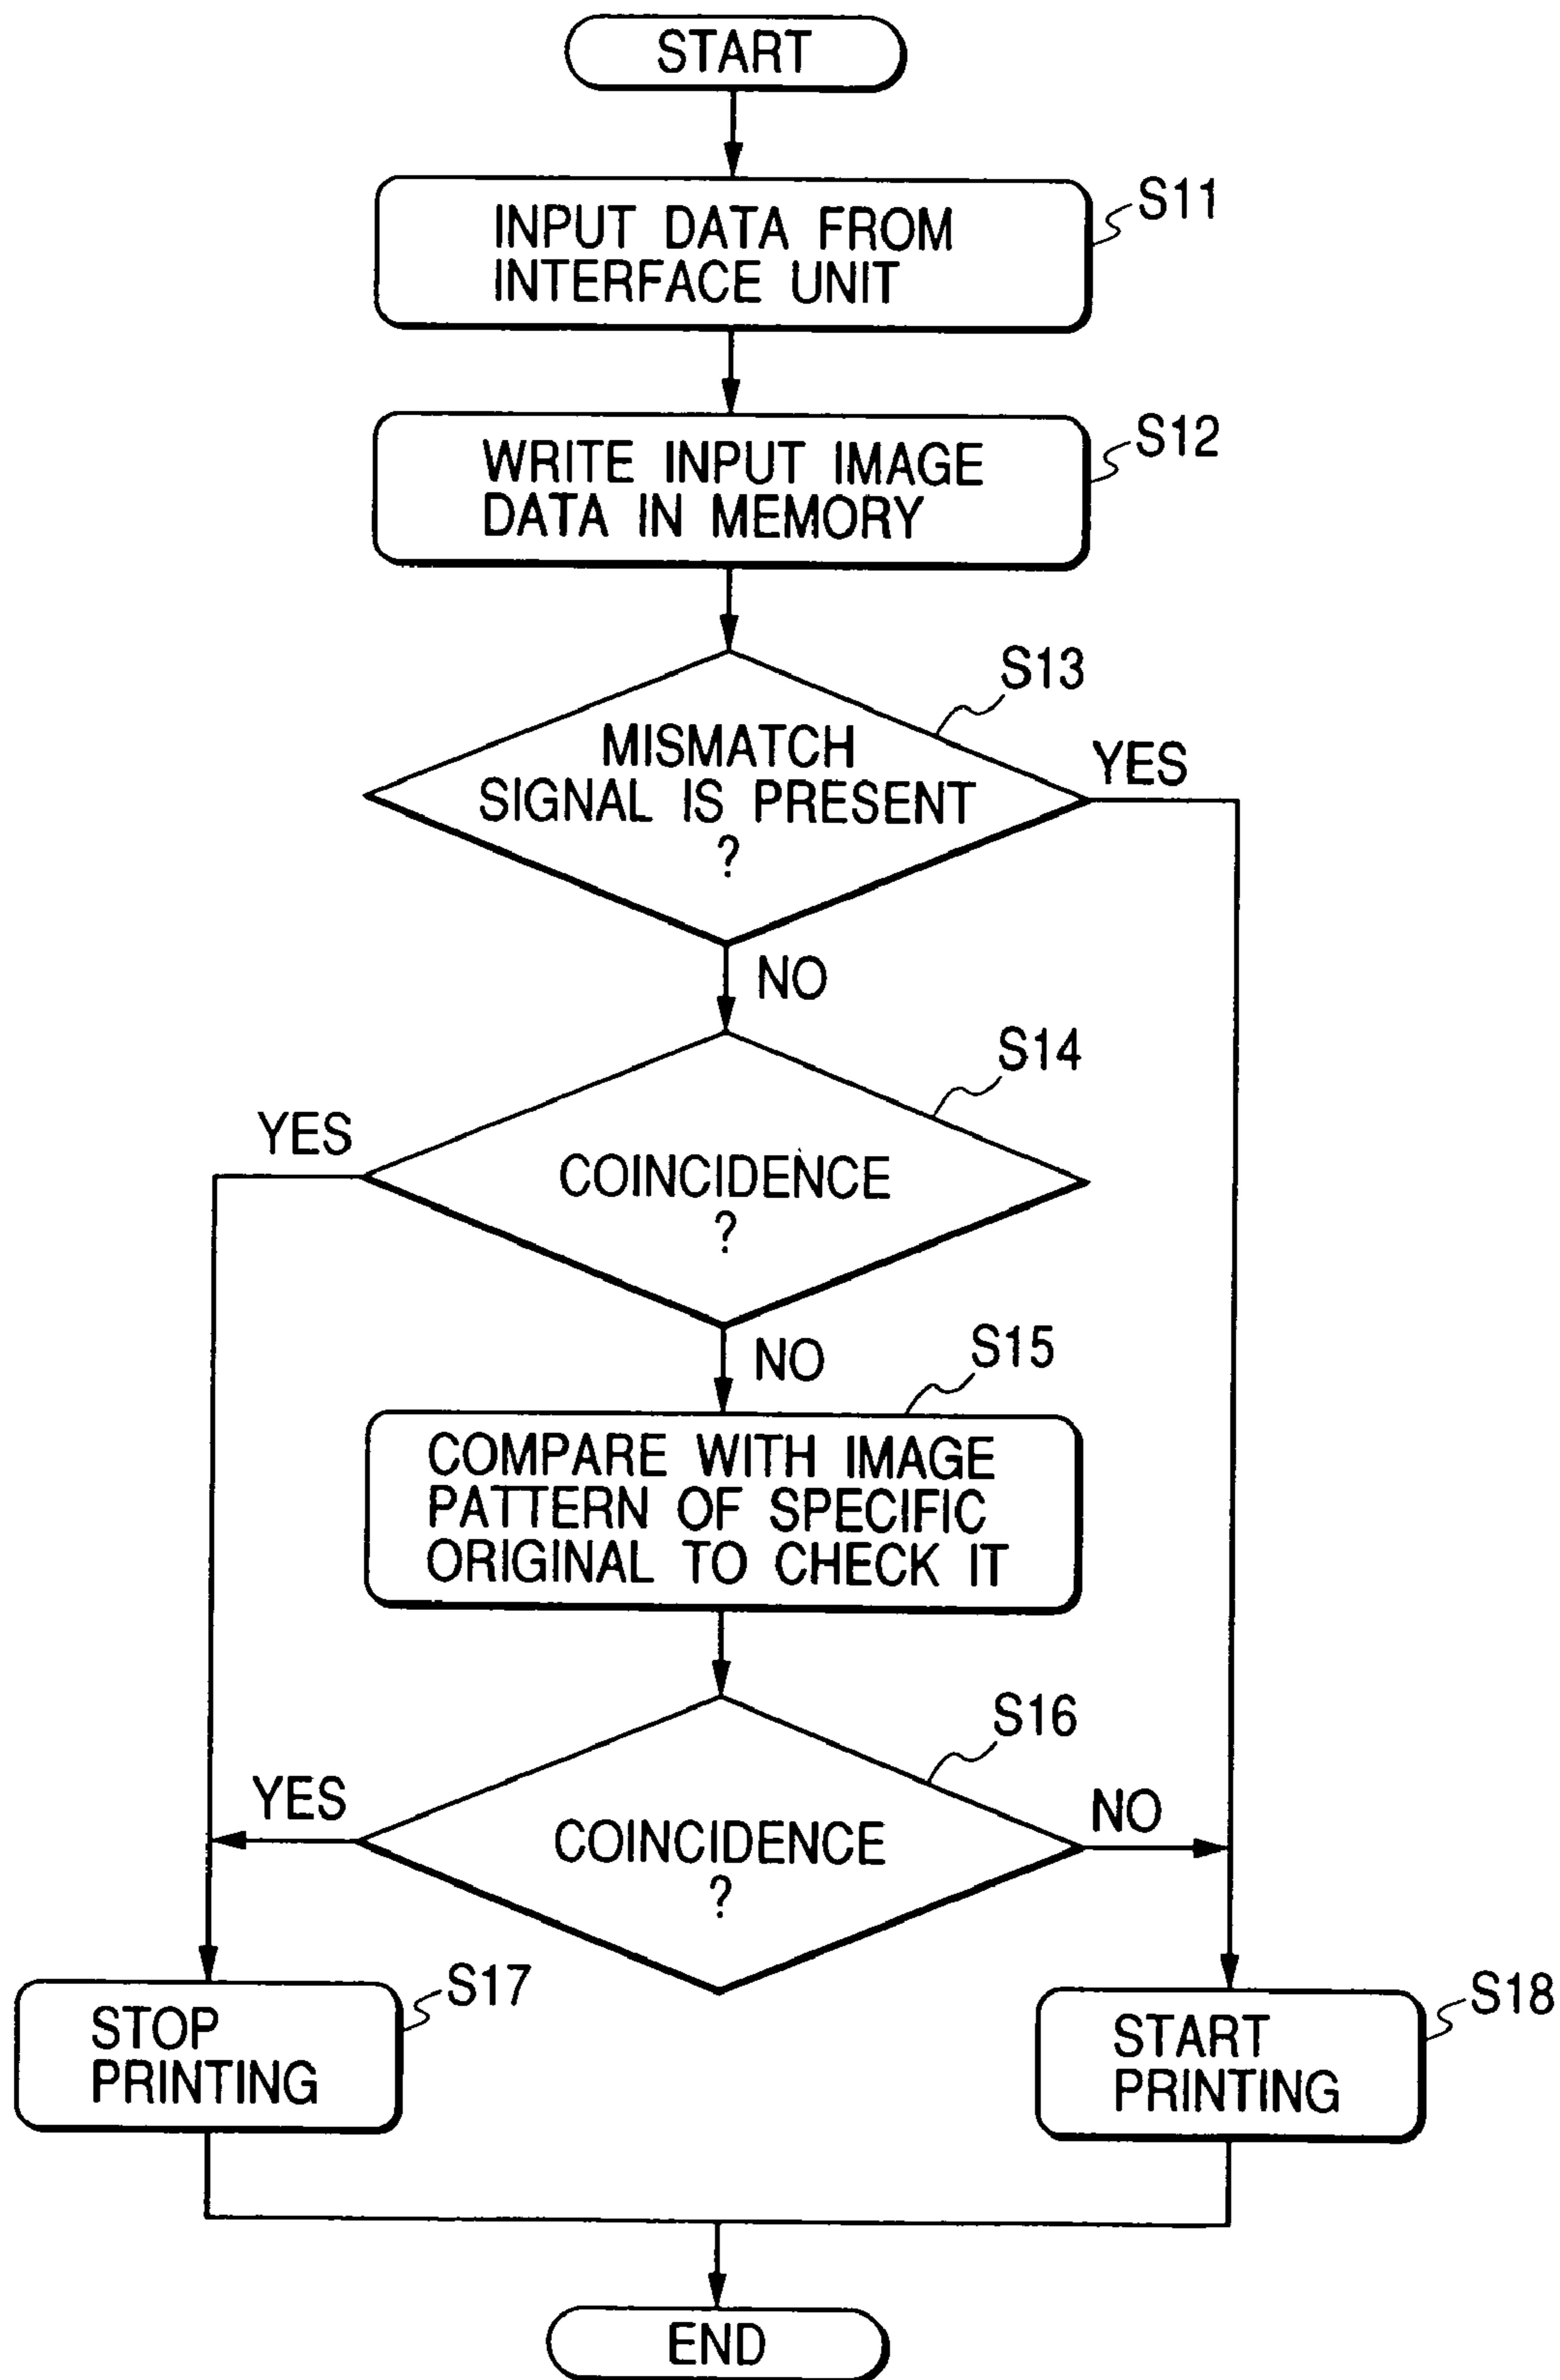 START
INPUT DATA FROM
INTERFACE UNIT
S11
WRITE INPUT IMAGE
DATA IN MEMORY
S12
S13
MISMATCH
SIGNAL IS PRESENT
?
YES
NO
S14
YES
COINCIDENCE
?
NO
S15
COMPARE WITH IMAGE
PATTERN OF SPECIFIC
ORIGINAL TO CHECK IT
S16
YES
COINCIDENCE
?
NO
STOP
PRINTING
S17
START
PRINTING
S18
END